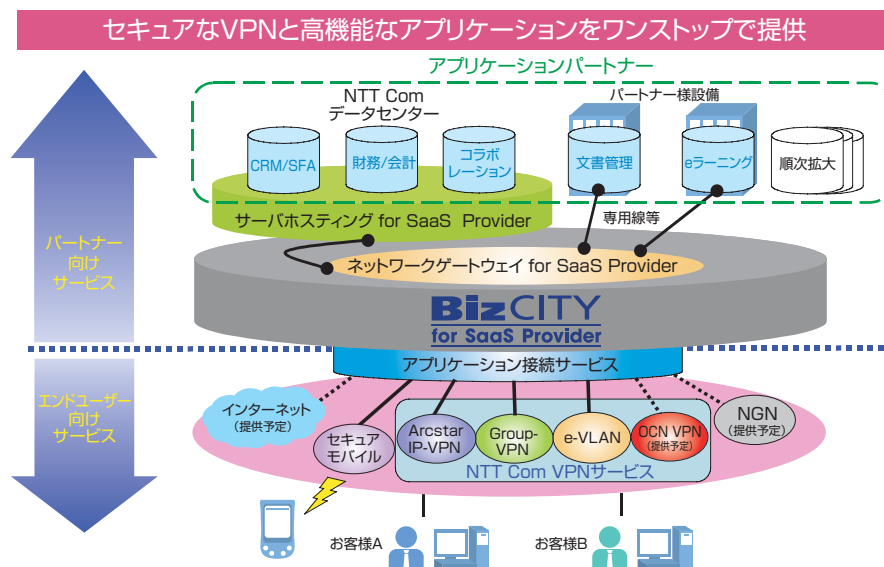 セキュアなVPNと高機能なアプリケーションをワンストップで提供
アプリケーションパートナー
NTT Com
データセンター
パートナー様設備
CRM/SFA
財務/会計
コラボ
レーション
文書管理
eラーニング
順次拡大
サーバホスティング for SaaS Provider
専用線等
パートナー
向け
サービス
ネットワークゲートウェイ for SaaS Provider
BizCITY
for SaaS Provider
アプリケーション接続サービス
エンドユーザー
向け
サービス
インターネット
(提供予定)
セキュア
モバイル
Arcstar
IP-VPN
Group-
VPN
e-VLAN
OCN VPN
(提供予定)
NGN
(提供予定)
NTT Com VPNサービス
お客様A
お客様B